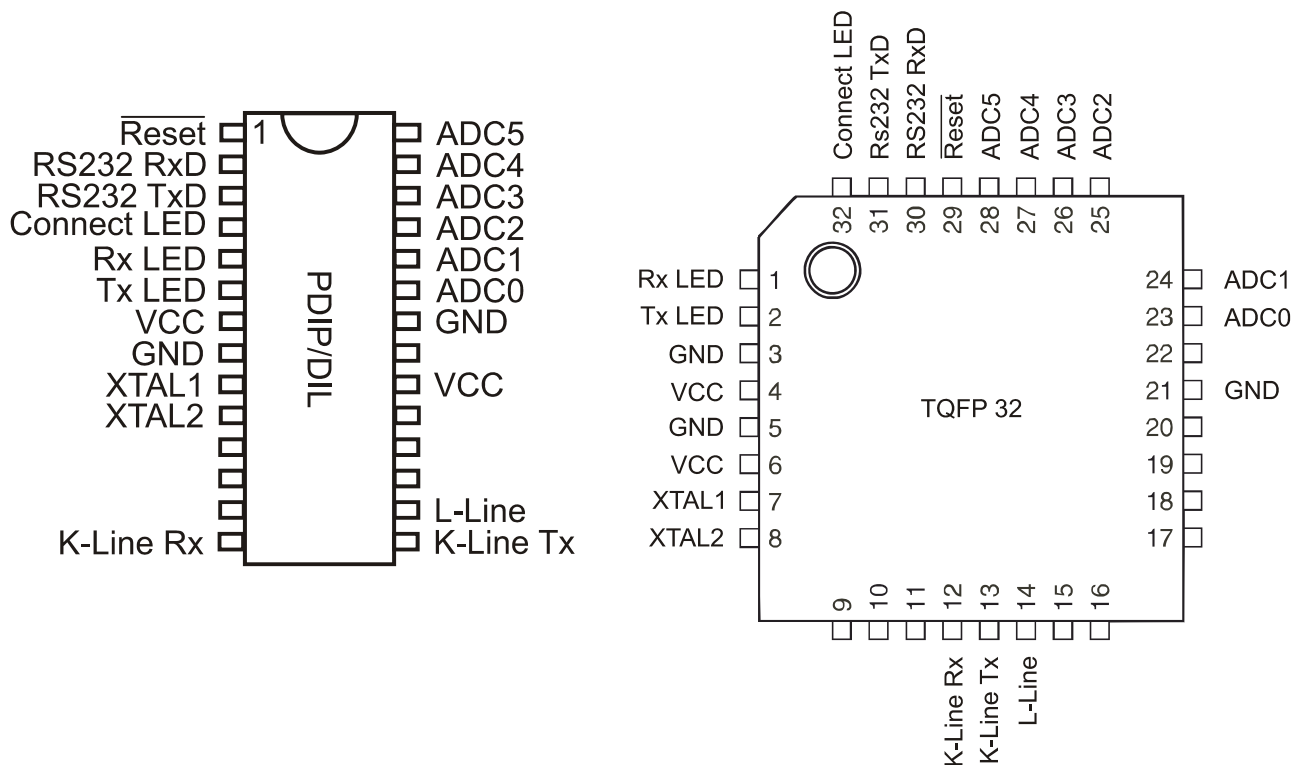 Reset
RS232 RxD
RS232 TxD
Connect LED
Rx LED
Tx LED
VCC
GND
XTAL1
XTAL2
K-Line Rx
1
PDIP/DIL
ADC5
ADC4
ADC3
ADC2
ADC1
ADC0
GND
VCC
L-Line
K-Line Tx
Connect LED
Rs232 TxD
RS232 RxD
Reset
ADC5
ADC4
ADC3
ADC2
32
31
30
29
28
27
26
25
Rx LED 1
Tx LED 2
GND 3
VCC 4
GND 5
VCC 6
XTAL1 7
XTAL2 8
TQFP 32
24 ADC1
23 ADC0
22
21 GND
20
19
18
17
9
10
11
12
13
14
15
16
K-Line Rx
K-Line Tx
L-Line